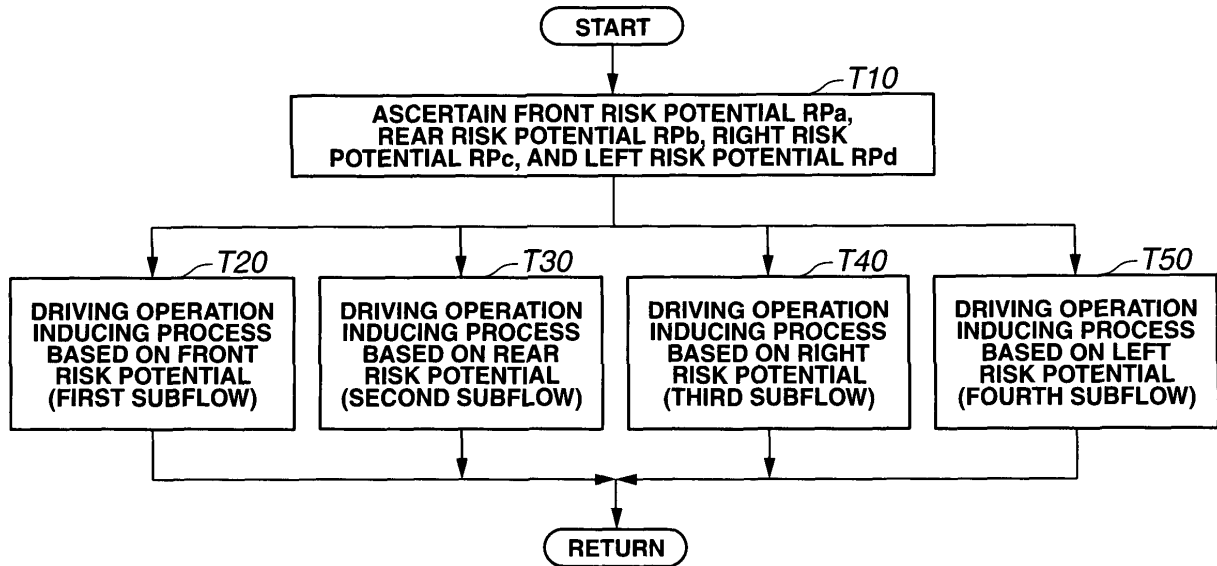 START
T10
ASCERTAIN FRONT RISK POTENTIAL RPa,
REAR RISK POTENTIAL RPb, RIGHT RISK
POTENTIAL RPc, AND LEFT RISK POTENTIAL RPd
T20
DRIVING OPERATION
INDUCING PROCESS
BASED ON FRONT
RISK POTENTIAL
(FIRST SUBFLOW)
T30
DRIVING OPERATION
INDUCING PROCESS
BASED ON REAR
RISK POTENTIAL
(SECOND SUBFLOW)
T40
DRIVING OPERATION
INDUCING PROCESS
BASED ON RIGHT
RISK POTENTIAL
(THIRD SUBFLOW)
T50
DRIVING OPERATION
INDUCING PROCESS
BASED ON LEFT
RISK POTENTIAL
(FOURTH SUBFLOW)
RETURN